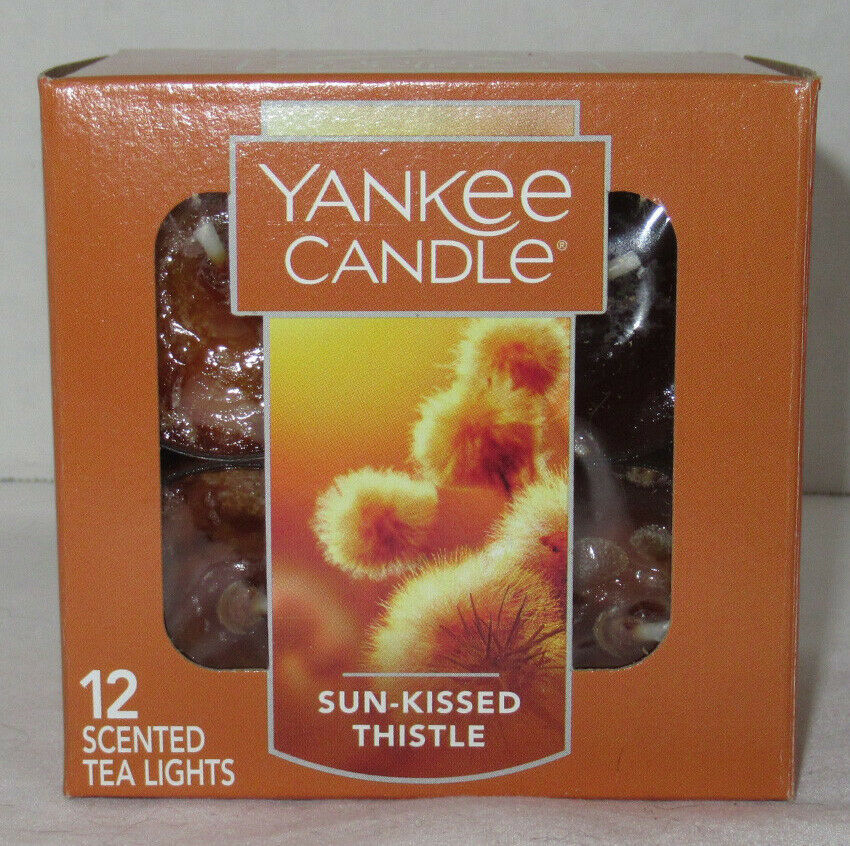 YANKEE
CANDLE®
SUN-KISSED
THISTLE
12
SCENTED
TEA LIGHTS